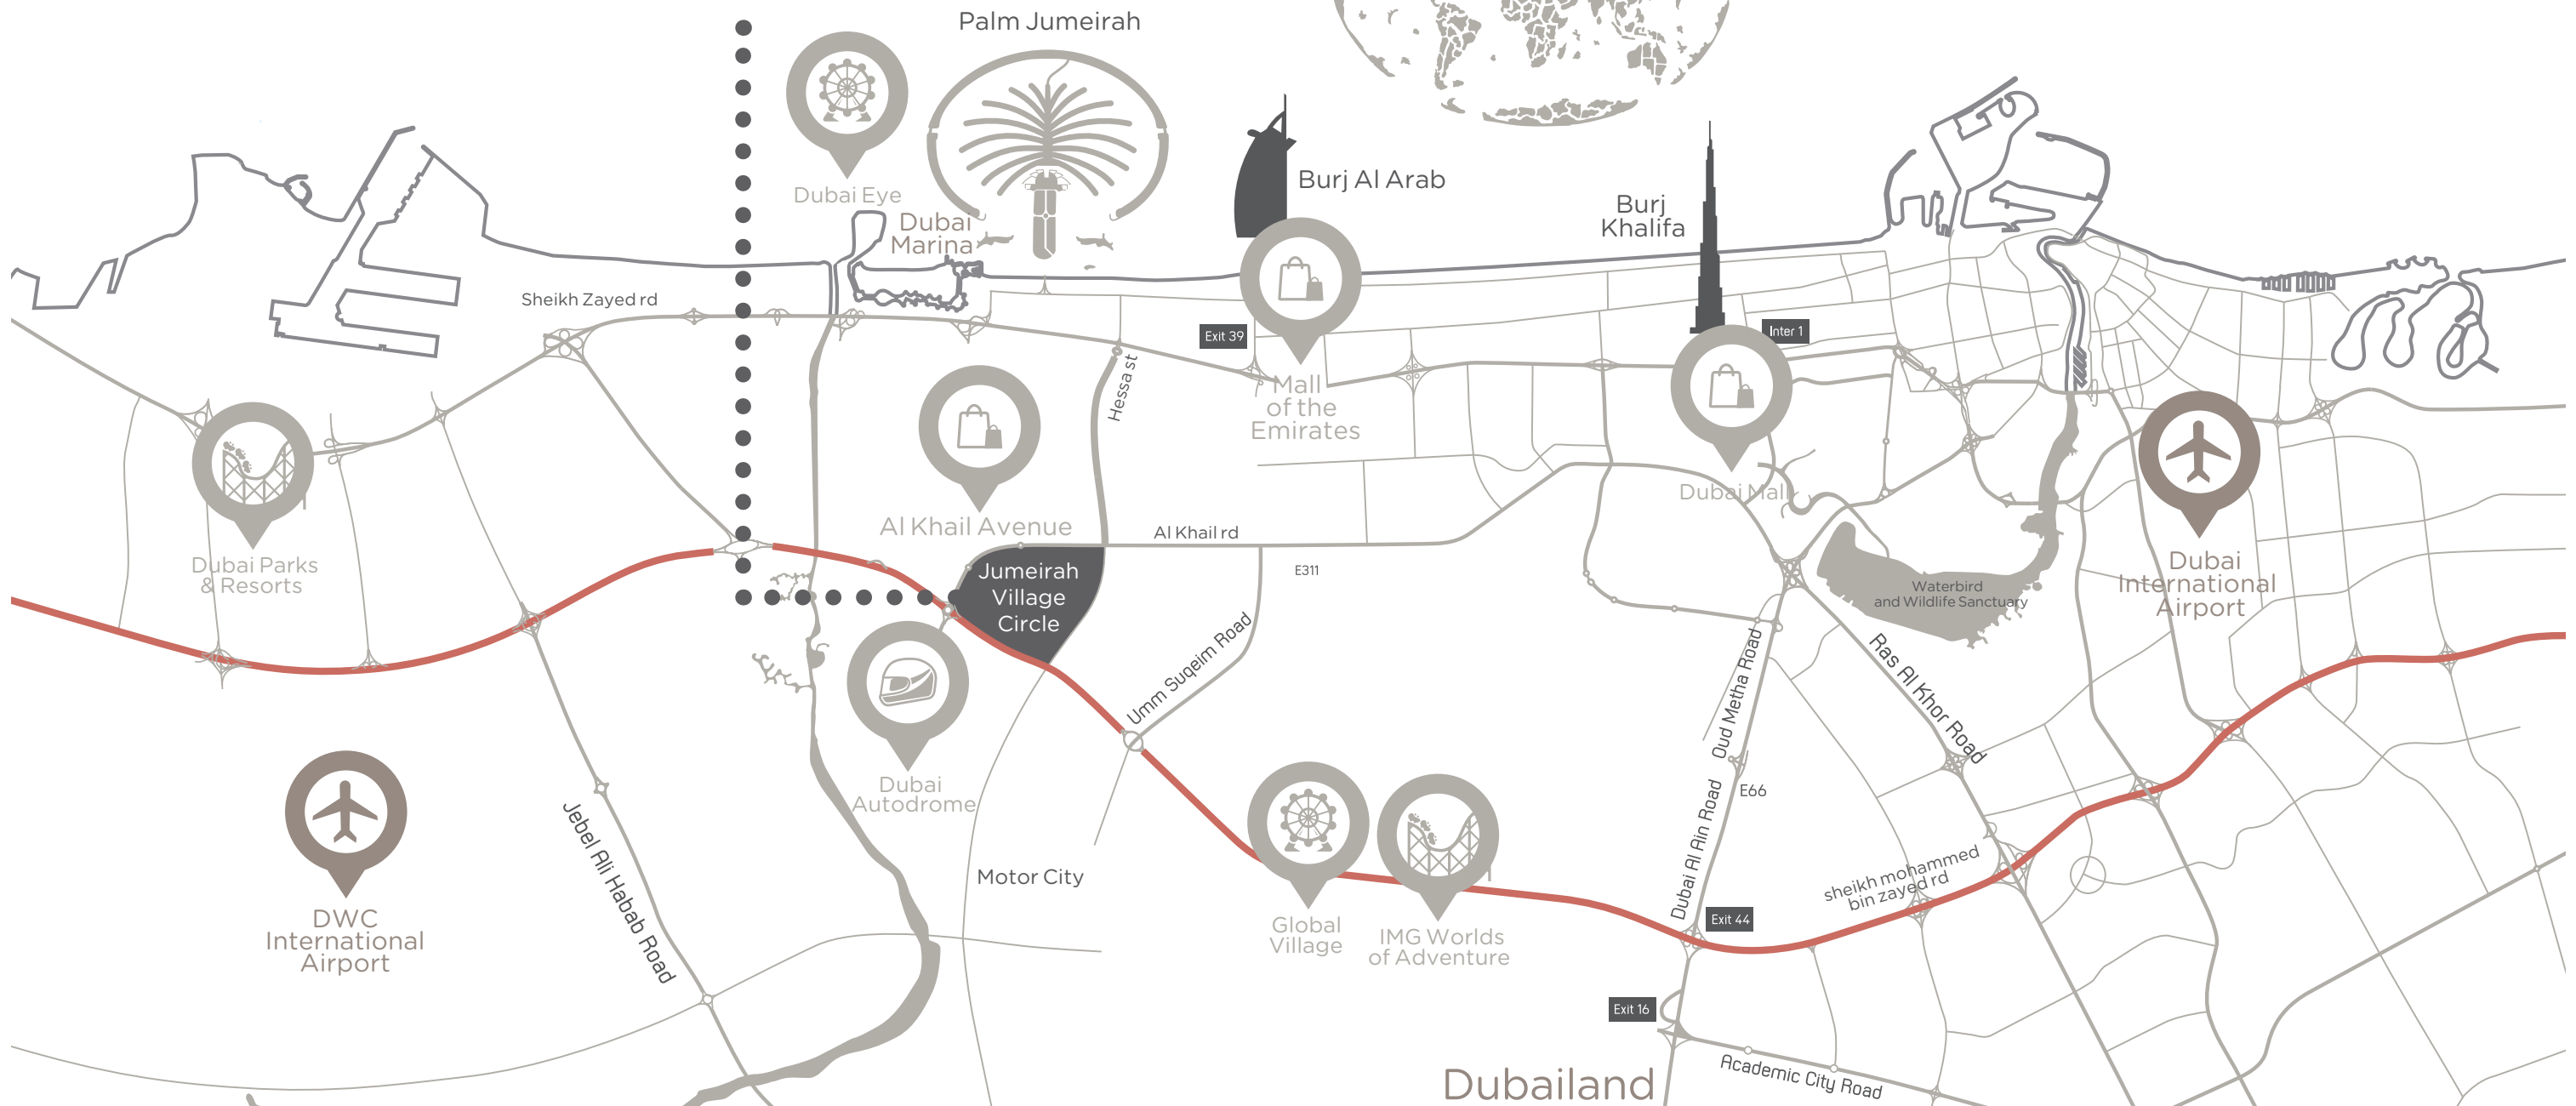 Palm Jumeirah
Dubai Eye
Dubai
Marina
Burj Al Arab
Burj
Khalifa
Sheikh Zayed rd
Exit 39
Inter 1
Hessa st
Mall
of the
Emirates
Dubai Mall
Al Khail Avenue
Al Khail rd
Dubai Parks
& Resorts
Jumeirah
Village
Circle
E311
Waterbird
and Wildlife Sanctuary
Dubai
International
Airport
Umm Suqeim Road
Oud Metha Road
Ras Al Khor Road
Dubai
Autodrome
E66
Jebel Ali Habab Road
Dubai Al Ain Road
Motor City
sheikh mohammed
bin zayed rd
DWC
International
Airport
Global
Village
IMG Worlds
of Adventure
Exit 44
Exit 16
Academic City Road
Dubailand